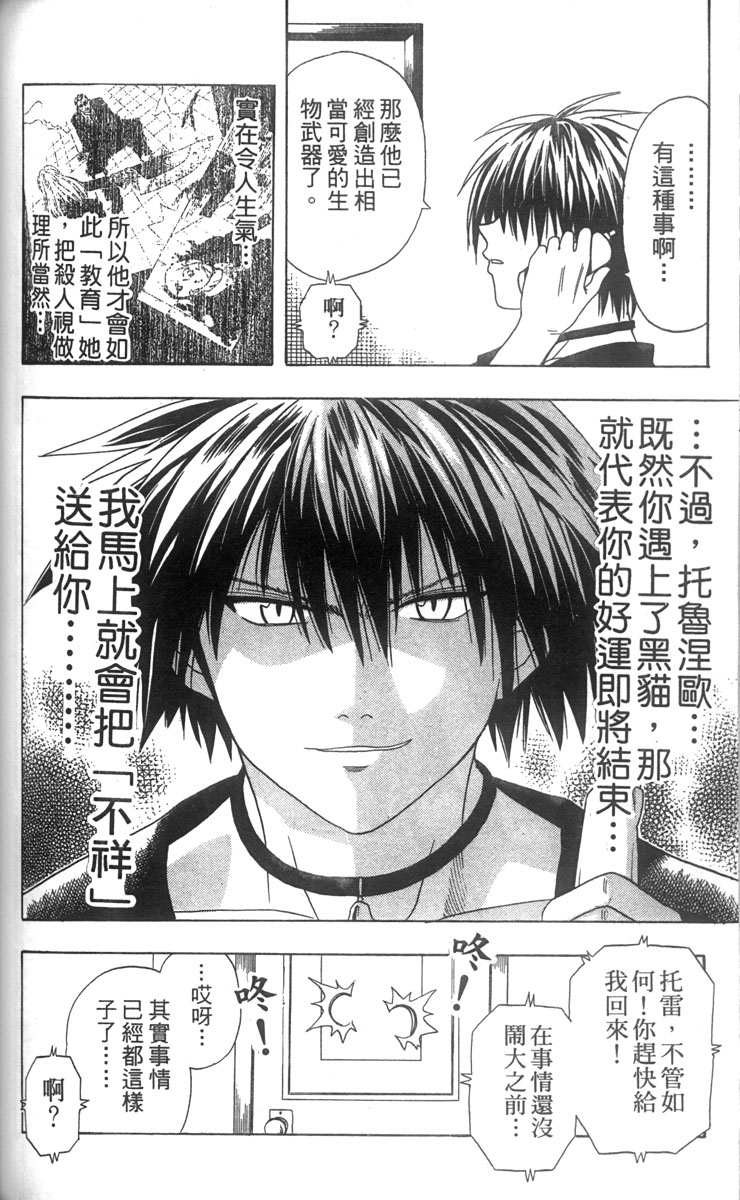 ………
有這種事啊…
那麼他已
經創造出相
當可愛的生
物武器了。
啊？
實在令人生氣…
所以他才會如
此「教育」她
，把殺人視做
理所當然…
…不過，托魯涅歐…
既然你遇上了黑貓，那
就代表你的好運即將結束…
我馬上就會把「不祥」
送給你…………
托雷，不管如
何！你趕快給
我回來！
在事情還沒
鬧大之前…
咚！
咚！
…哎呀…
其實事情
已經都這樣
子了……
啊？